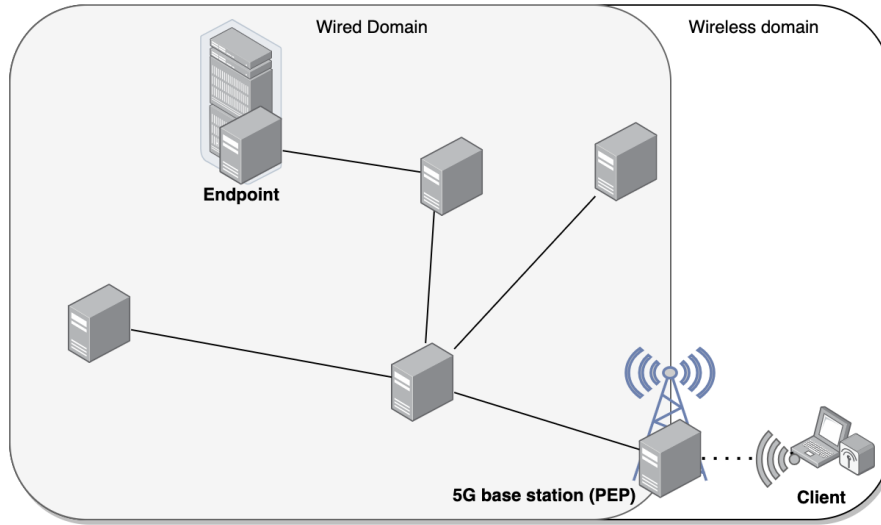 Wired Domain
Wireless domain
Endpoint
5G base station (PEP)
Client